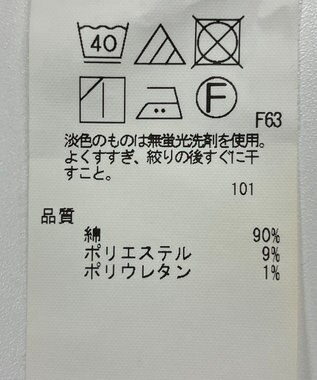 40
F
F63
淡色のものは無蛍光洗剤を使用。
よくすすぎ、絞りの後すぐに干
すこと。
101
品質
綿 90%
ポリエステル 9%
ポリウレタン 1%